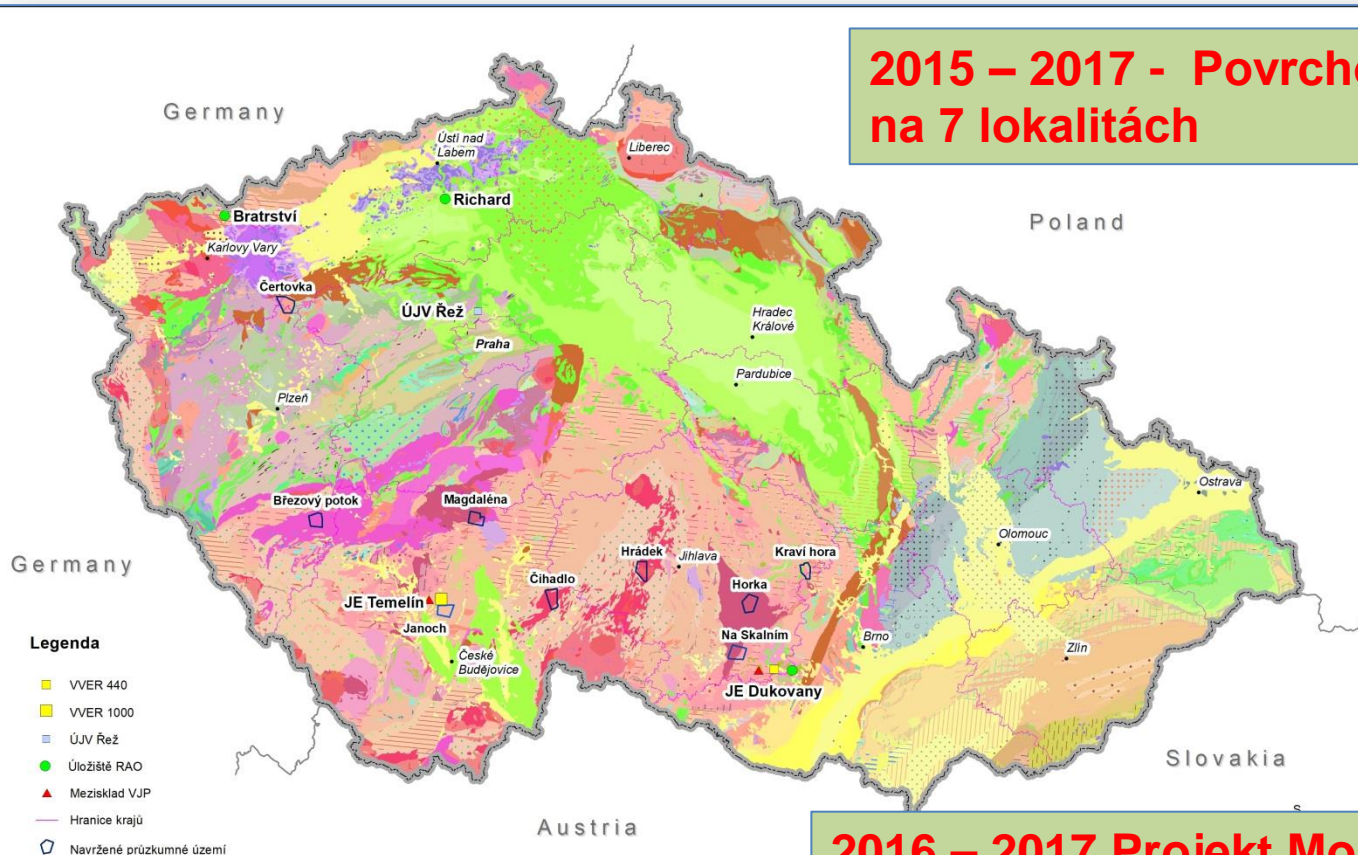 2015 – 2017 - Povrcho
na 7 lokalitách
Germany
Ústí nad
Labem
Liberec
Richard
Bratrství
Poland
Karlovy Vary
Čertovka
ÚJV Řež
Hradec
Králové
Praha
Pardubice
Plzeň
Ostrava
Březový potok
Magdaléna
Olomouc
Germany
Hrádek
Jihlava
Kraví hora
Čihadlo
Horka
JE Temelín
Janoch
Na Skalním
Brno
Zlín
České
Budějovice
JE Dukovany
Legenda
VVER 440
VVER 1000
ÚJV Řež
Úložiště RAO
Mezisklad VJP
Hranice krajů
Navržené průzkumné území
Slovakia
Austria
S
2016 – 2017 Projekt Mo